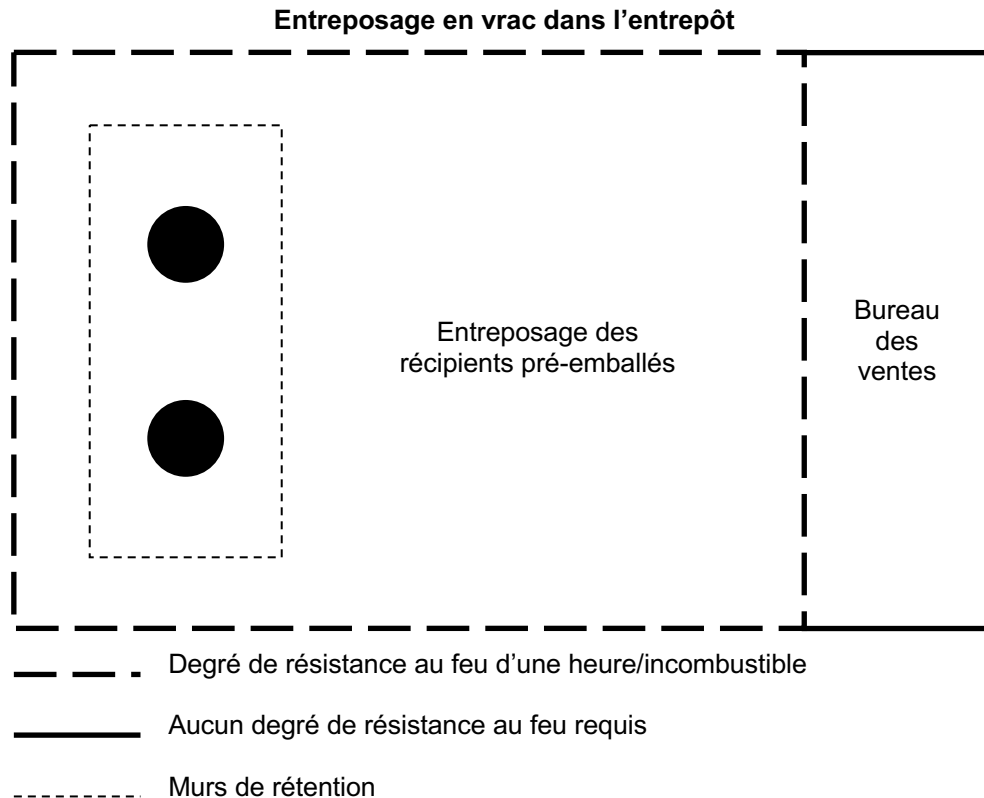 Entreposage en vrac dans l’entrepôt
Entreposage des
récipients pré-emballés
Bureau
des
ventes
Degré de résistance au feu d’une heure/incombustible
Aucun degré de résistance au feu requis
Murs de rétention